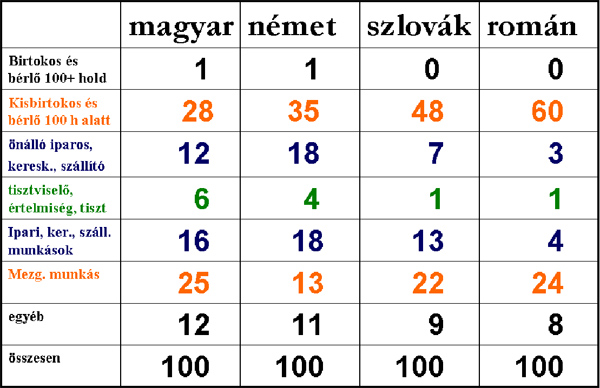 magyar német szlovák román
Birtokos és
bérlő 100+ hold 1 1 0 0
Kisbirtokos és
bérlő 100 h alatt 28 35 48 60
önálló iparos,
keresk., szállító 12 18 7 3
tisztviselő,
értelmiség, tiszt 6 4 1 1
Ipari, ker., száll.
munkások 16 18 13 4
Mezg. munkás 25 13 22 24
egyéb 12 11 9 8
összesen 100 100 100 100